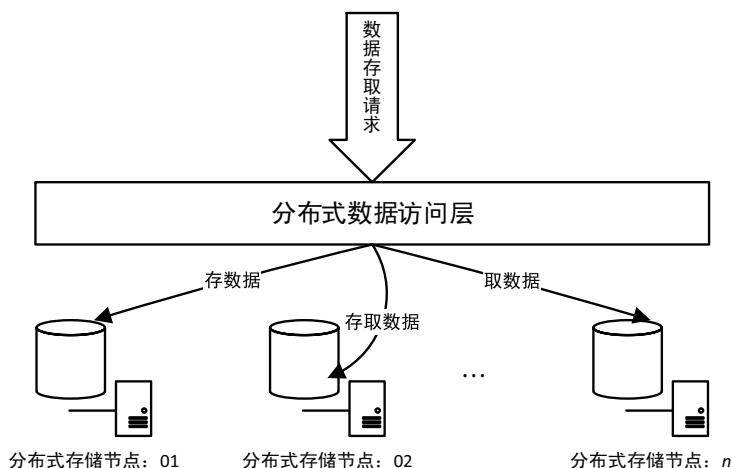 数据存取请求
分布式数据访问层
存数据
取数据
存取数据
…
分布式存储节点：01
分布式存储节点：02
分布式存储节点：n